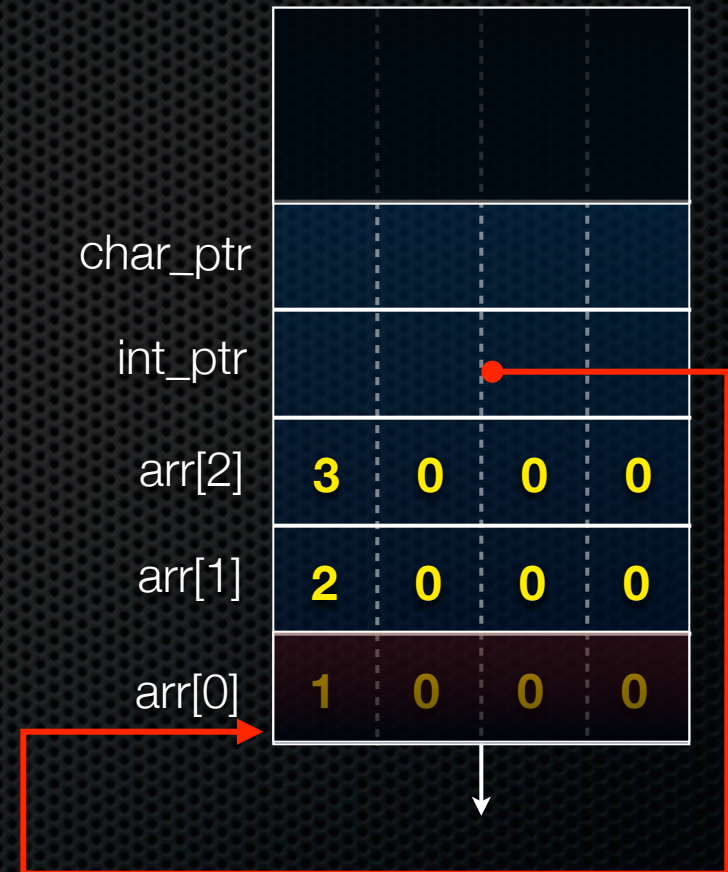 char_ptr
int_ptr
arr[2] 3 0 0 0
arr[1] 2 0 0 0
arr[0] 1 0 0 0